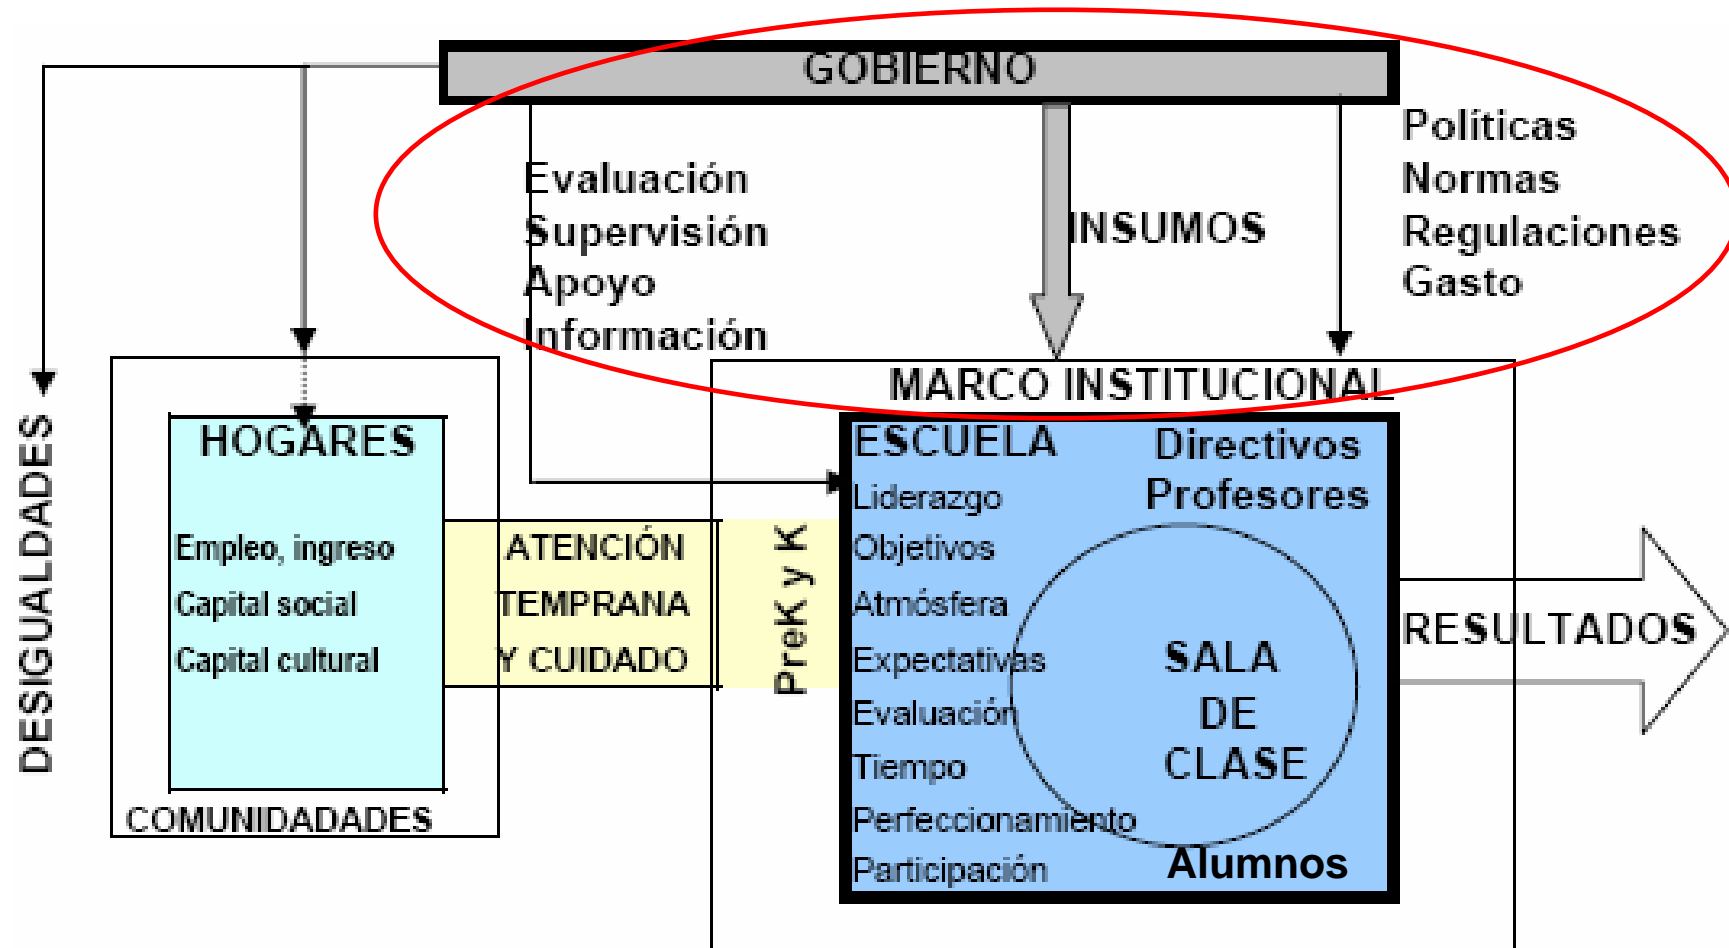 GOBIERNO
Evaluación
Supervisión
Apoyo
Información
INSUMOS
Políticas
Normas
Regulaciones
Gasto
MARCO INSTITUCIONAL
DESIGUALDADES
HOGARES
Empleo, ingreso
Capital social
Capital cultural
COMUNIDADADES
ATENCIÓN
TEMPRANA
Y CUIDADO
PreK y K
ESCUELA
Liderazgo
Objetivos
Atmósfera
Expectativas
Evaluación
Tiempo
Perfeccionamiento
Participación
Directivos
Profesores
SALA
DE
CLASE
Alumnos
RESULTADOS